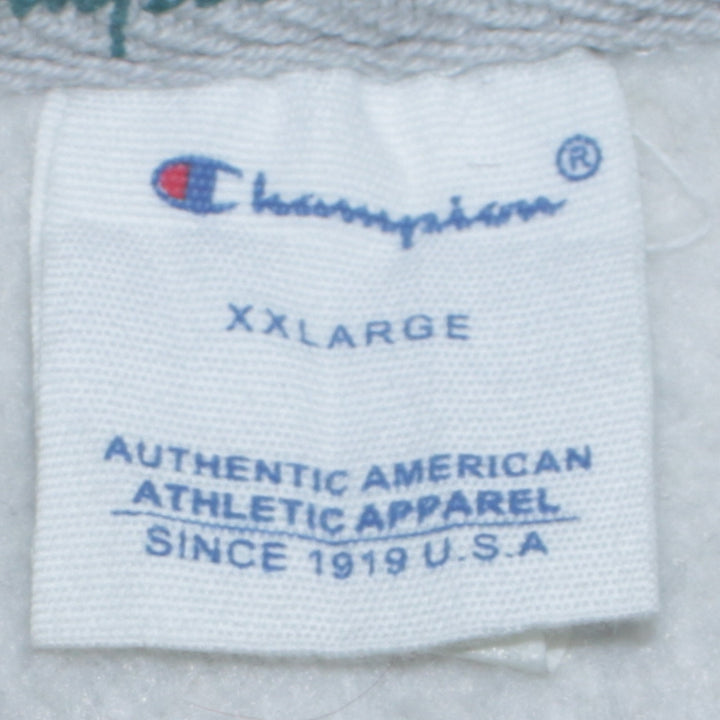 Champion®
XXLARGE
AUTHENTIC AMERICAN
ATHLETIC APPAREL
SINCE 1919 U.S.A